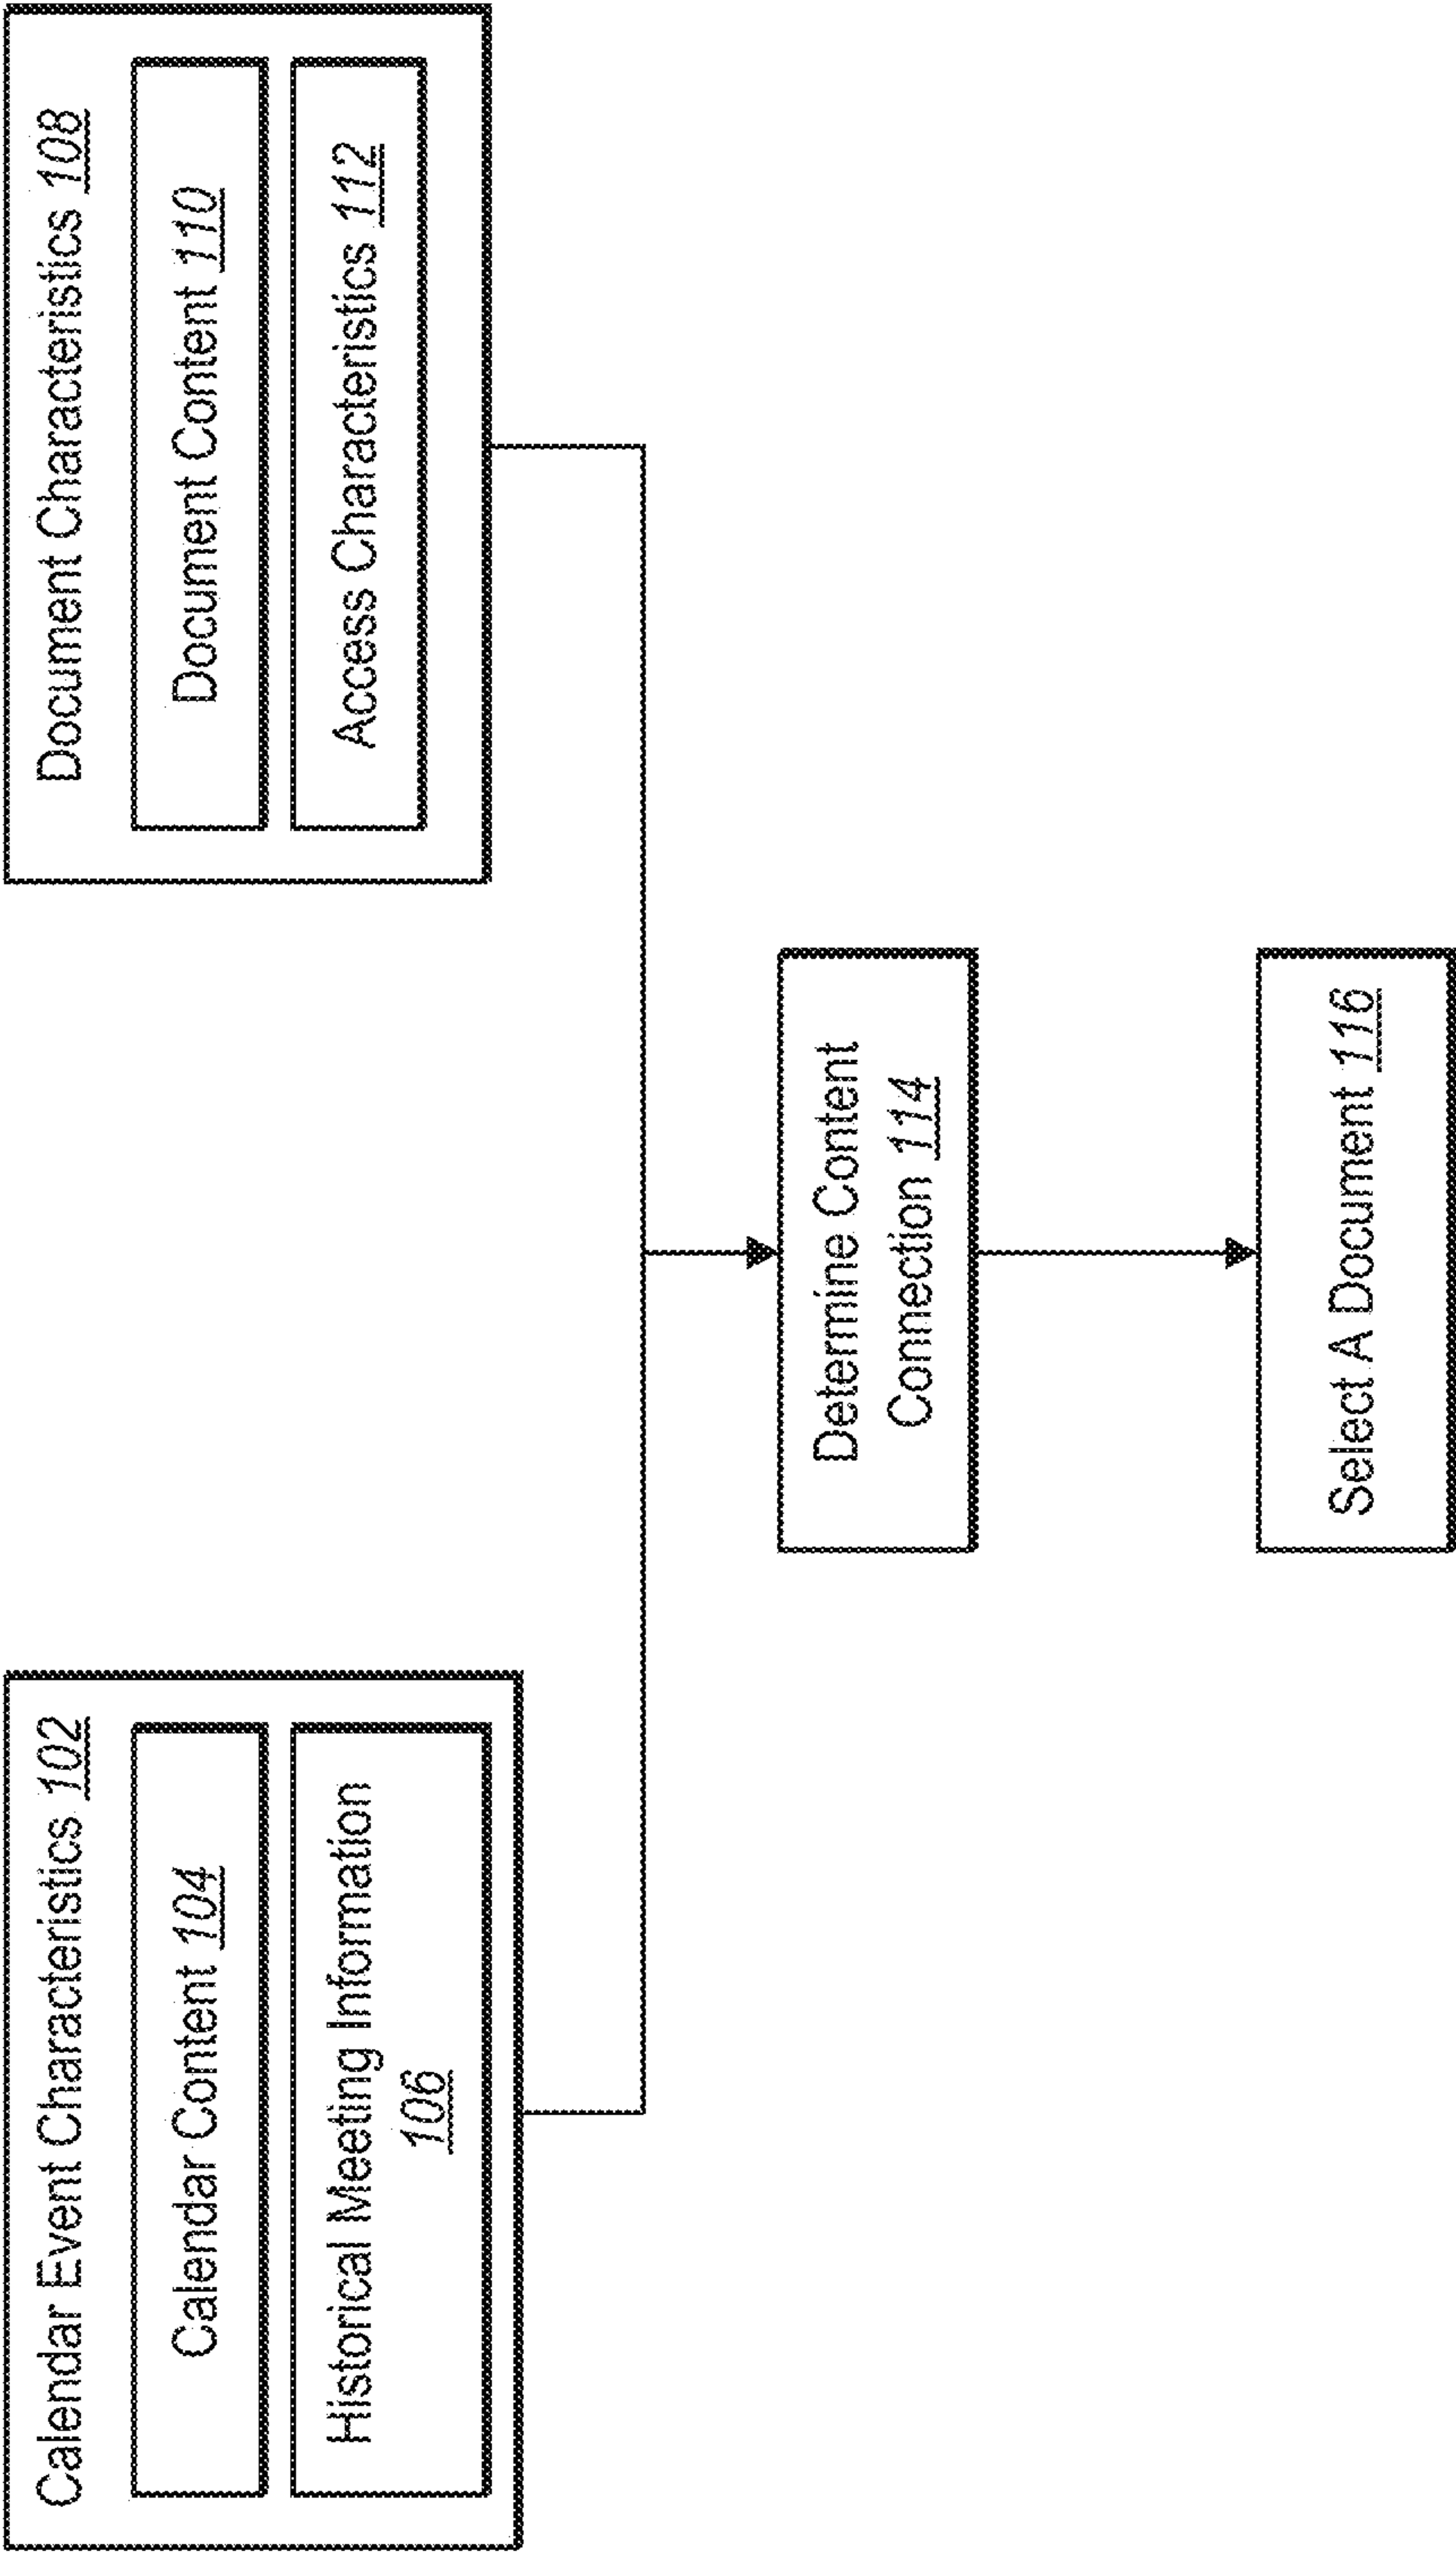 Calendar Event Characteristics 102
Calendar Content 104
Historical Meeting Information
106
Document Characteristics 108
Document Content 110
Access Characteristics 112
Determine Content
Connection 114
Select A Document 116